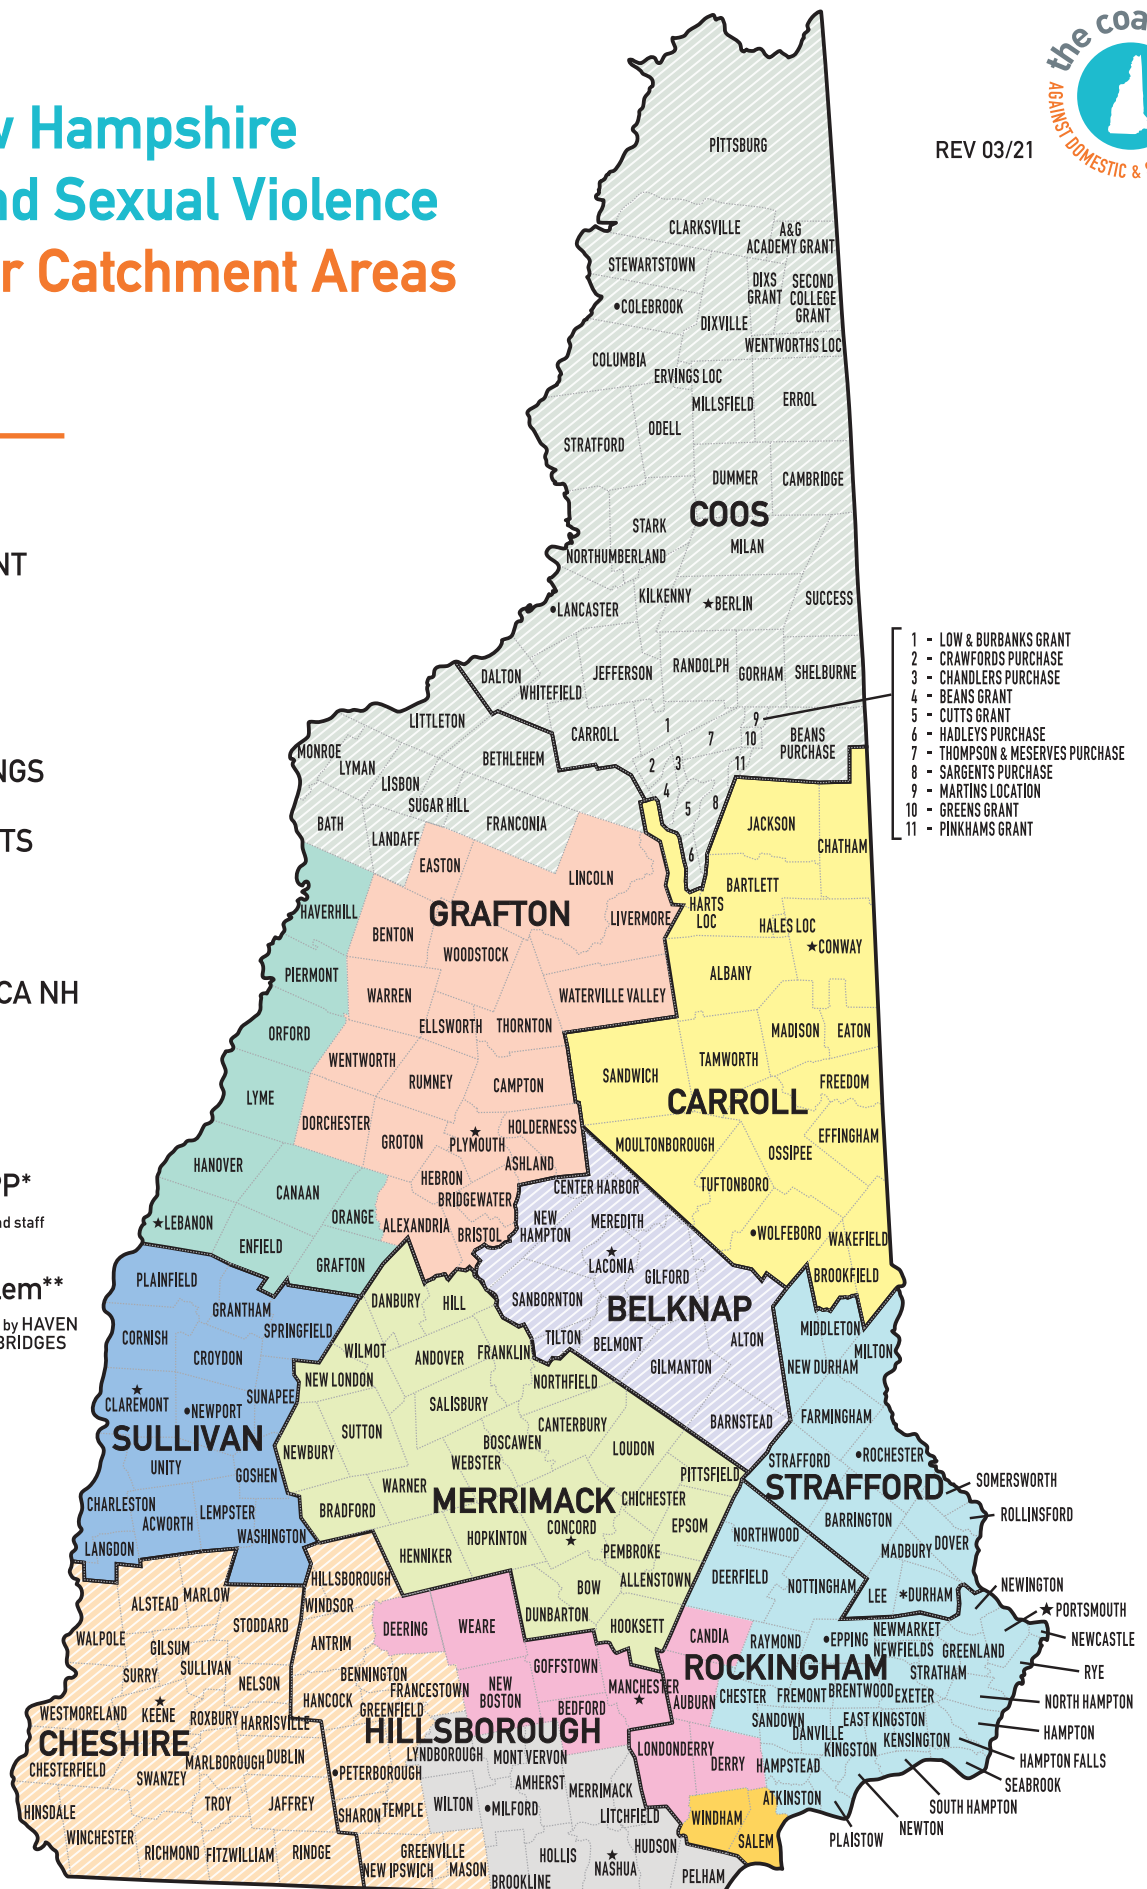 w Hampshire
nd Sexual Violence
r Catchment Areas
REV 03/21
the coa
AGAINST DOMESTIC &
NT
NGS
TS
CA NH
PP*
nd staff
lem**
by HAVEN
BRIDGES
PITTSBURG
CLARKSVILLE
A&G
ACADEMY GRANT
STEWARTSTOWN
DIXS
GRANT
SECOND
COLLEGE
GRANT
•COLEBROOK
DIXVILLE
WENTWORTHS LOC
COLUMBIA
ERVINGS LOC
MILLSFIELD
ERROL
ODELL
STRATFORD
DUMMER
CAMBRIDGE
COOS
STARK
MILAN
NORTHUMBERLAND
KILKENNY
★BERLIN
SUCCESS
•LANCASTER
DALTON
WHITEFIELD
JEFFERSON
RANDOLPH
GORHAM
SHELBURNE
CARROLL
1
2
3
4
5
6
7
8
9
10
11
BEANS
PURCHASE
1 - LOW & BURBANKS GRANT
2 - CRAWFORDS PURCHASE
3 - CHANDLERS PURCHASE
4 - BEANS GRANT
5 - CUTTS GRANT
6 - HADLEYS PURCHASE
7 - THOMPSON & MESERVES PURCHASE
8 - SARGENTS PURCHASE
9 - MARTINS LOCATION
10 - GREENS GRANT
11 - PINKHAMS GRANT
LITTLETON
MONROE
LYMAN
BETHLEHEM
LISBON
SUGAR HILL
BATH
LANDAFF
FRANCONIA
EASTON
LINCOLN
HAVERHILL
GRAFTON
LIVERMORE
BENTON
WOODSTOCK
PIERMONT
WARREN
WATERVILLE VALLEY
ORFORD
ELLSWORTH
THORNTON
WENTWORTH
RUMNEY
CAMPTON
LYME
DORCHESTER
GROTON
PLYMOUTH
★
HOLDERNESS
ASHLAND
HANOVER
HEBRON
BRIDGEWATER
CANAAN
ORANGE
ALEXANDRIA
BRISTOL
★LEBANON
ENFIELD
GRAFTON
JACKSON
CHATHAM
BARTLETT
HARTS
LOC
HALES LOC
★CONWAY
ALBANY
MADISON
EATON
TAMWORTH
SANDWICH
FREEDOM
CARROLL
MOULTONBOROUGH
EFFINGHAM
OSSIPEE
TUFTONBORO
•WOLFEBORO
WAKEFIELD
BROOKFIELD
CENTER HARBOR
NEW
HAMPTON
MEREDITH
★
LACONIA
GILFORD
SANBORNTON
BELKNAP
TILTON
BELMONT
ALTON
GILMANTON
BARNSTEAD
PLAINFIELD
GRANTHAM
CORNISH
SPRINGFIELD
CROYDON
★
CLAREMONT
•NEWPORT
SUNAPEE
SULLIVAN
UNITY
GOSHEN
CHARLESTON
ACWORTH
LEMPSTER
LANGDON
WASHINGTON
DANBURY
HILL
WILMOT
ANDOVER
FRANKLIN
NEW LONDON
NORTHFIELD
SALISBURY
SUTTON
CANTERBURY
NEWBURY
BOSCAWEN
WEBSTER
LOUDON
WARNER
PITTSFIELD
MERRIMACK
CHICHESTER
BRADFORD
HOPKINTON
CONCORD
★
EPSOM
PEMBROKE
HENNIKER
BOW
ALLENSTOWN
DUNBARTON
HOOKSETT
MIDDLETON
MILTON
NEW DURHAM
FARMINGHAM
STRAFFORD
•ROCHESTER
STRAFFORD
SOMERSWORTH
ROLLINSFORD
BARRINGTON
MADBURY
DOVER
LEE
*DURHAM
NORTHWOOD
DEERFIELD
NOTTINGHAM
NEWINGTON
★ PORTSMOUTH
NEWCASTLE
RYE
NORTH HAMPTON
HAMPTON
HAMPTON FALLS
SEABROOK
SOUTH HAMPTON
NEWTON
PLAISTOW
CANDIA
RAYMOND
•EPPING
NEWMARKET
NEWFIELDS
GREENLAND
ROCKINGHAM
STRATHAM
AUBURN
CHESTER
FREMONT
BRENTWOOD
EXETER
SANDOWN
DANVILLE
EAST KINGSTON
KINGSTON
KENSINGTON
LONDONDERRY
DERRY
HAMPSTEAD
ATKINSTON
WINDHAM
SALEM
HILLSBOROUGH
WINDSOR
DEERING
WEARE
ANTRIM
GOFFSTOWN
BENNINGTON
FRANCESTOWN
NEW
BOSTON
MANCHESTER
★
HANCOCK
GREENFIELD
BEDFORD
HILLSBOROUGH
LYNDBOROUGH
MONT VERNON
•PETERBOROUGH
AMHERST
MERRIMACK
WILTON
•MILFORD
LITCHFIELD
SHARON
TEMPLE
HOLLIS
★
NASHUA
HUDSON
GREENVILLE
NEW IPSWICH
MASON
BROOKLINE
PELHAM
ALSTEAD
MARLOW
STODDARD
WALPOLE
GILSUM
SURRY
SULLIVAN
NELSON
WESTMORELAND
★
KEENE
ROXBURY
HARRISVILLE
CHESHIRE
CHESTERFIELD
MARLBOROUGH
DUBLIN
SWANZEY
HINSDALE
TROY
JAFFREY
WINCHESTER
RICHMOND
FITZWILLIAM
RINDGE